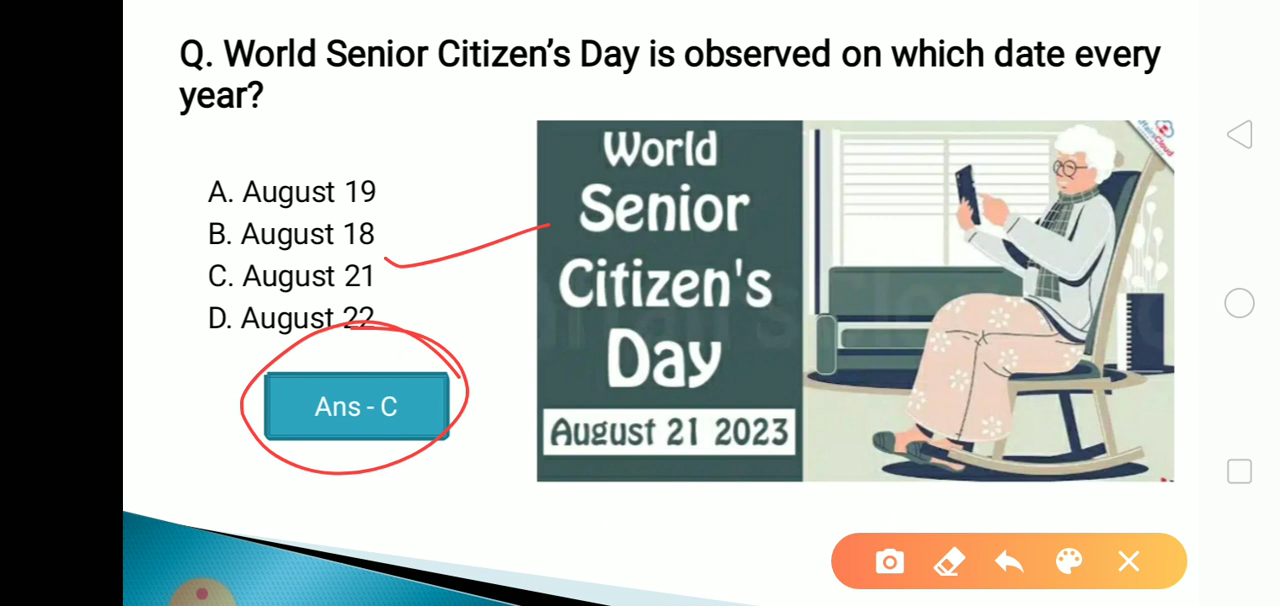 Q. World Senior Citizen’s Day is observed on which date every
year?
A. August 19
B. August 18
C. August 21
D. August 22
Ans - C
World
Senior
Citizen's
Day
August 21 2023